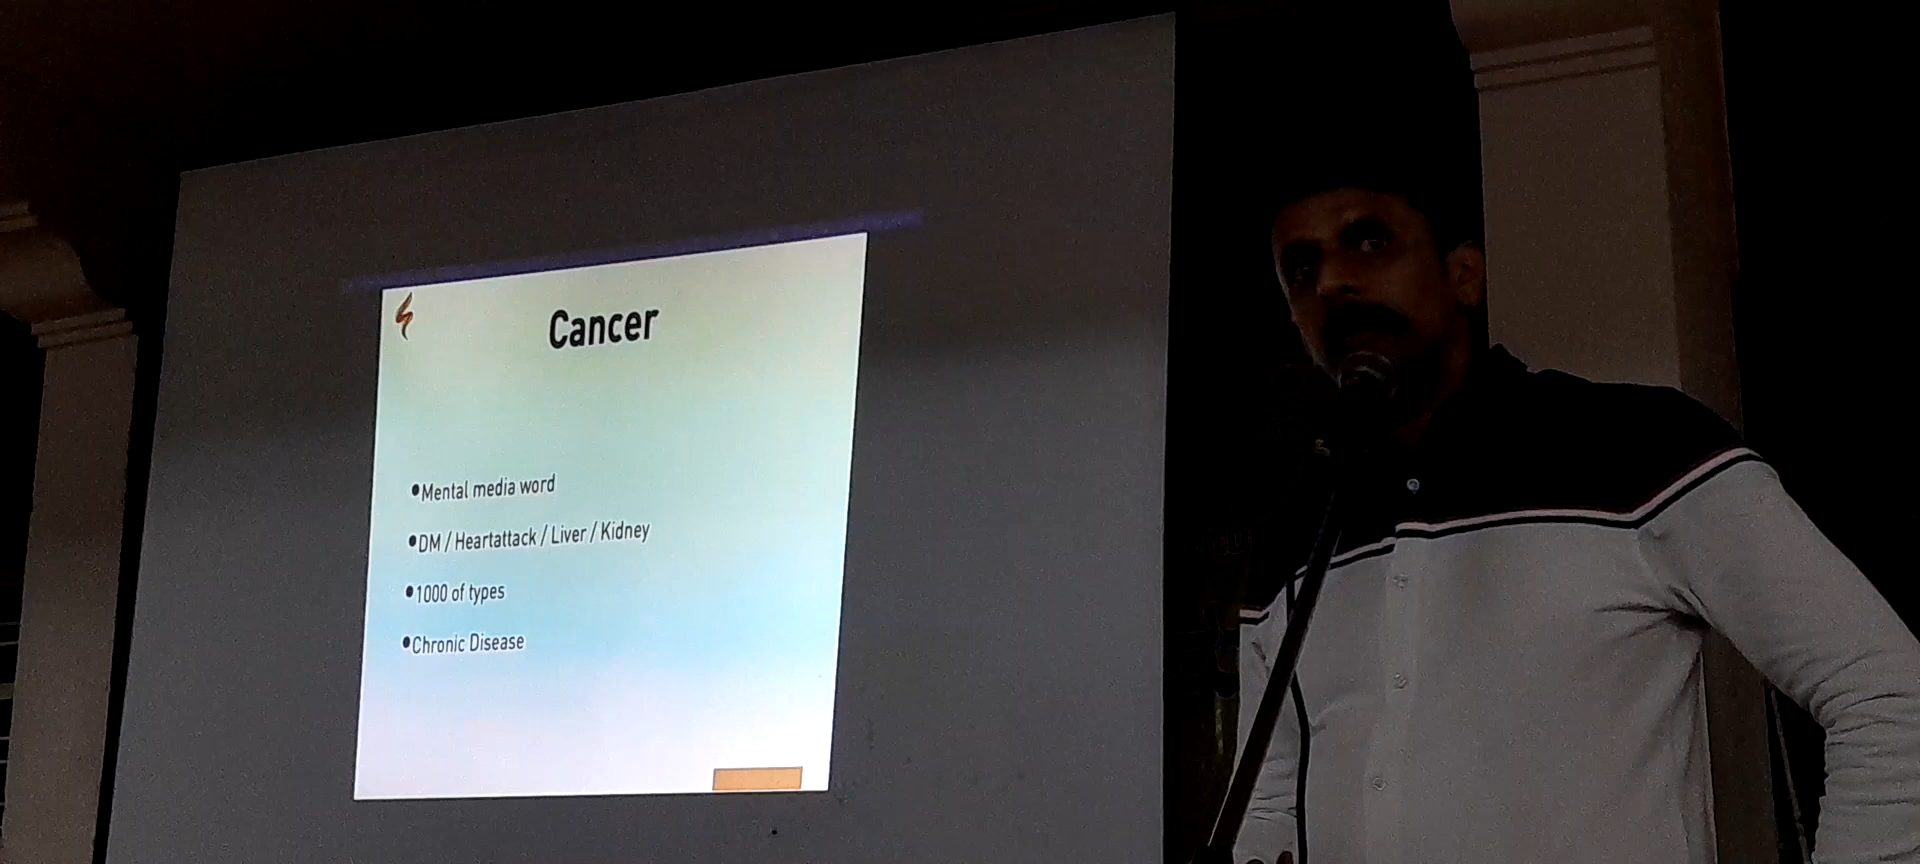 Cancer
•Mental media word
•DM / Heartattack / Liver / Kidney
•1000 of types
•Chronic Disease